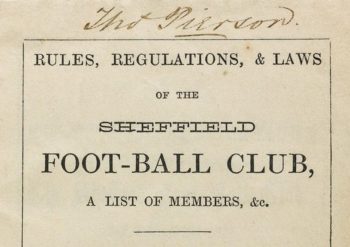 Thos Pierson.
RULES, REGULATIONS, & LAWS
OF THE
SHEFFIELD
FOOT-BALL CLUB,
A LIST OF MEMBERS, &c.